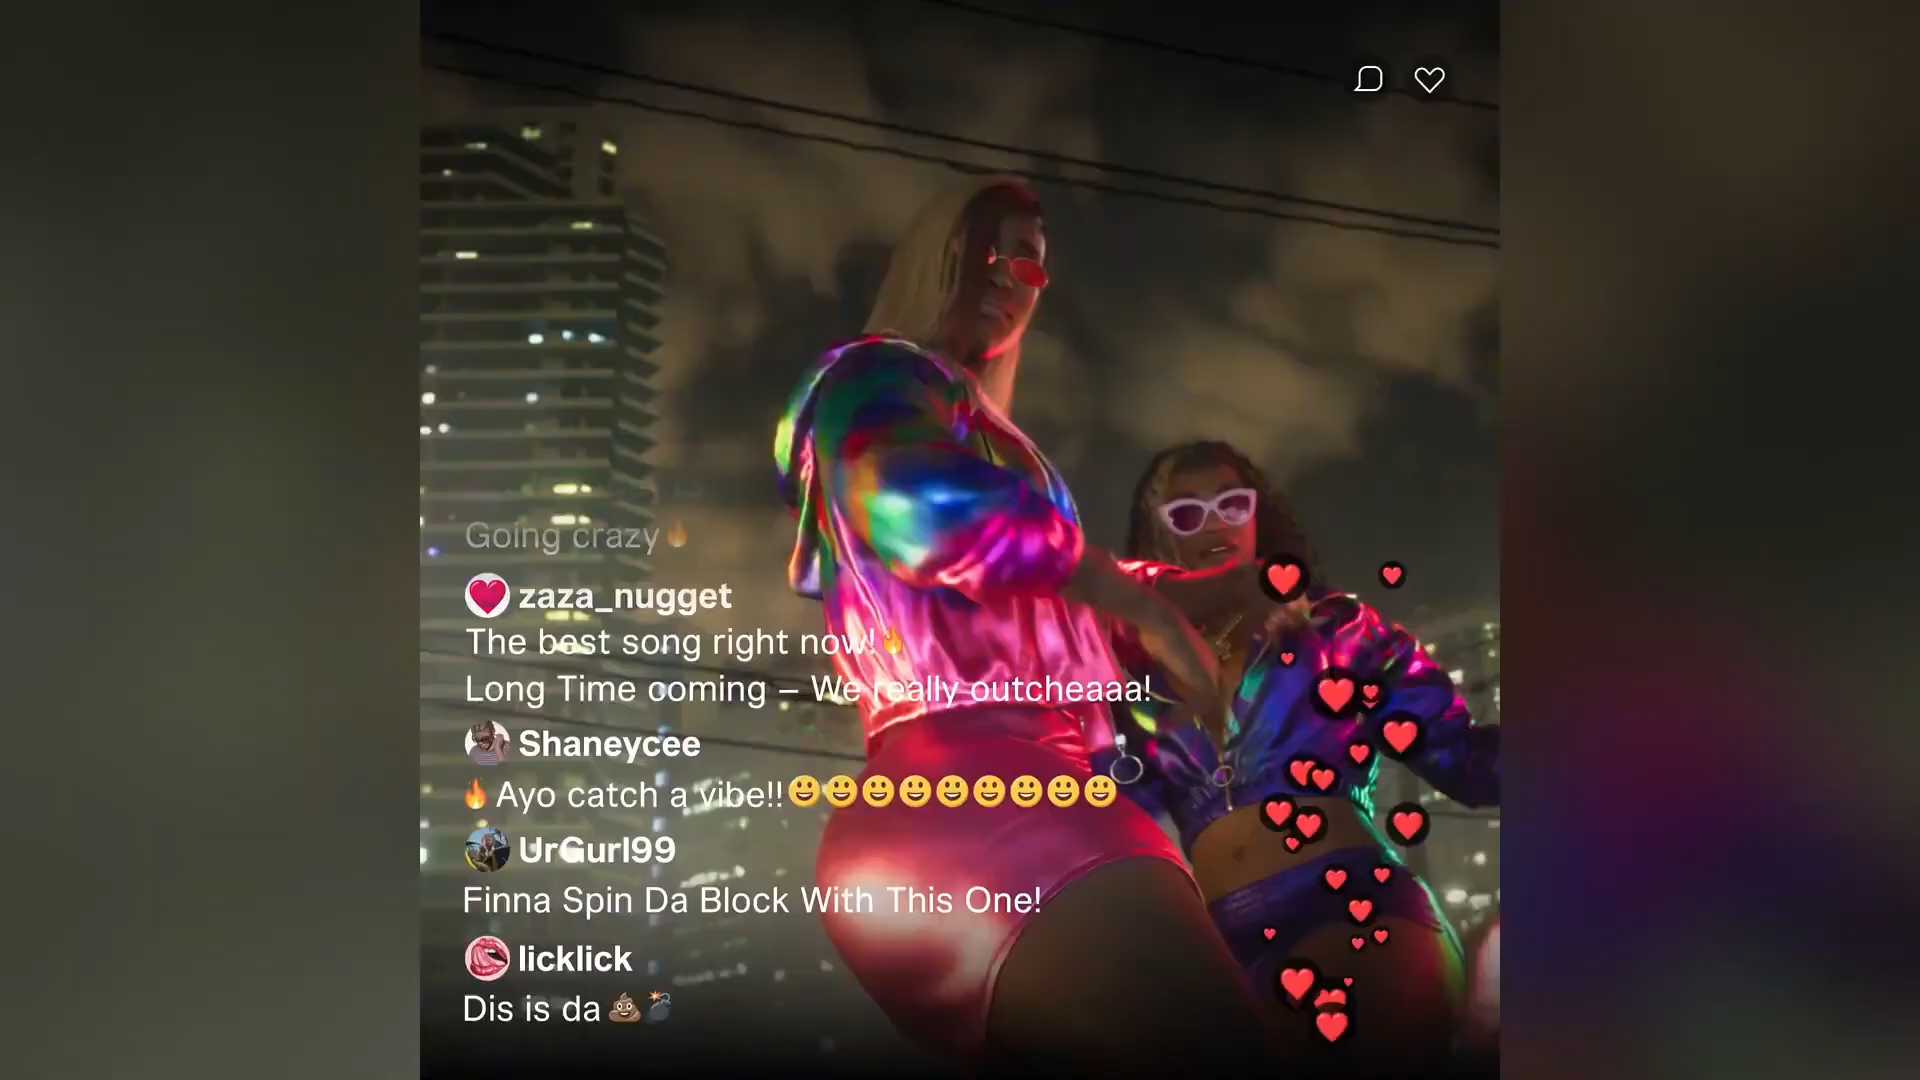 Going crazy🔥
zaza_nugget
The best song right now!🔥
Long Time coming – We really outcheaaa!
Shaneycee
🔥Ayo catch a vibe!!😀😀😀😀😀😀😀😀😀
UrGurl99
Finna Spin Da Block With This One!
licklick
Dis is da💩💣